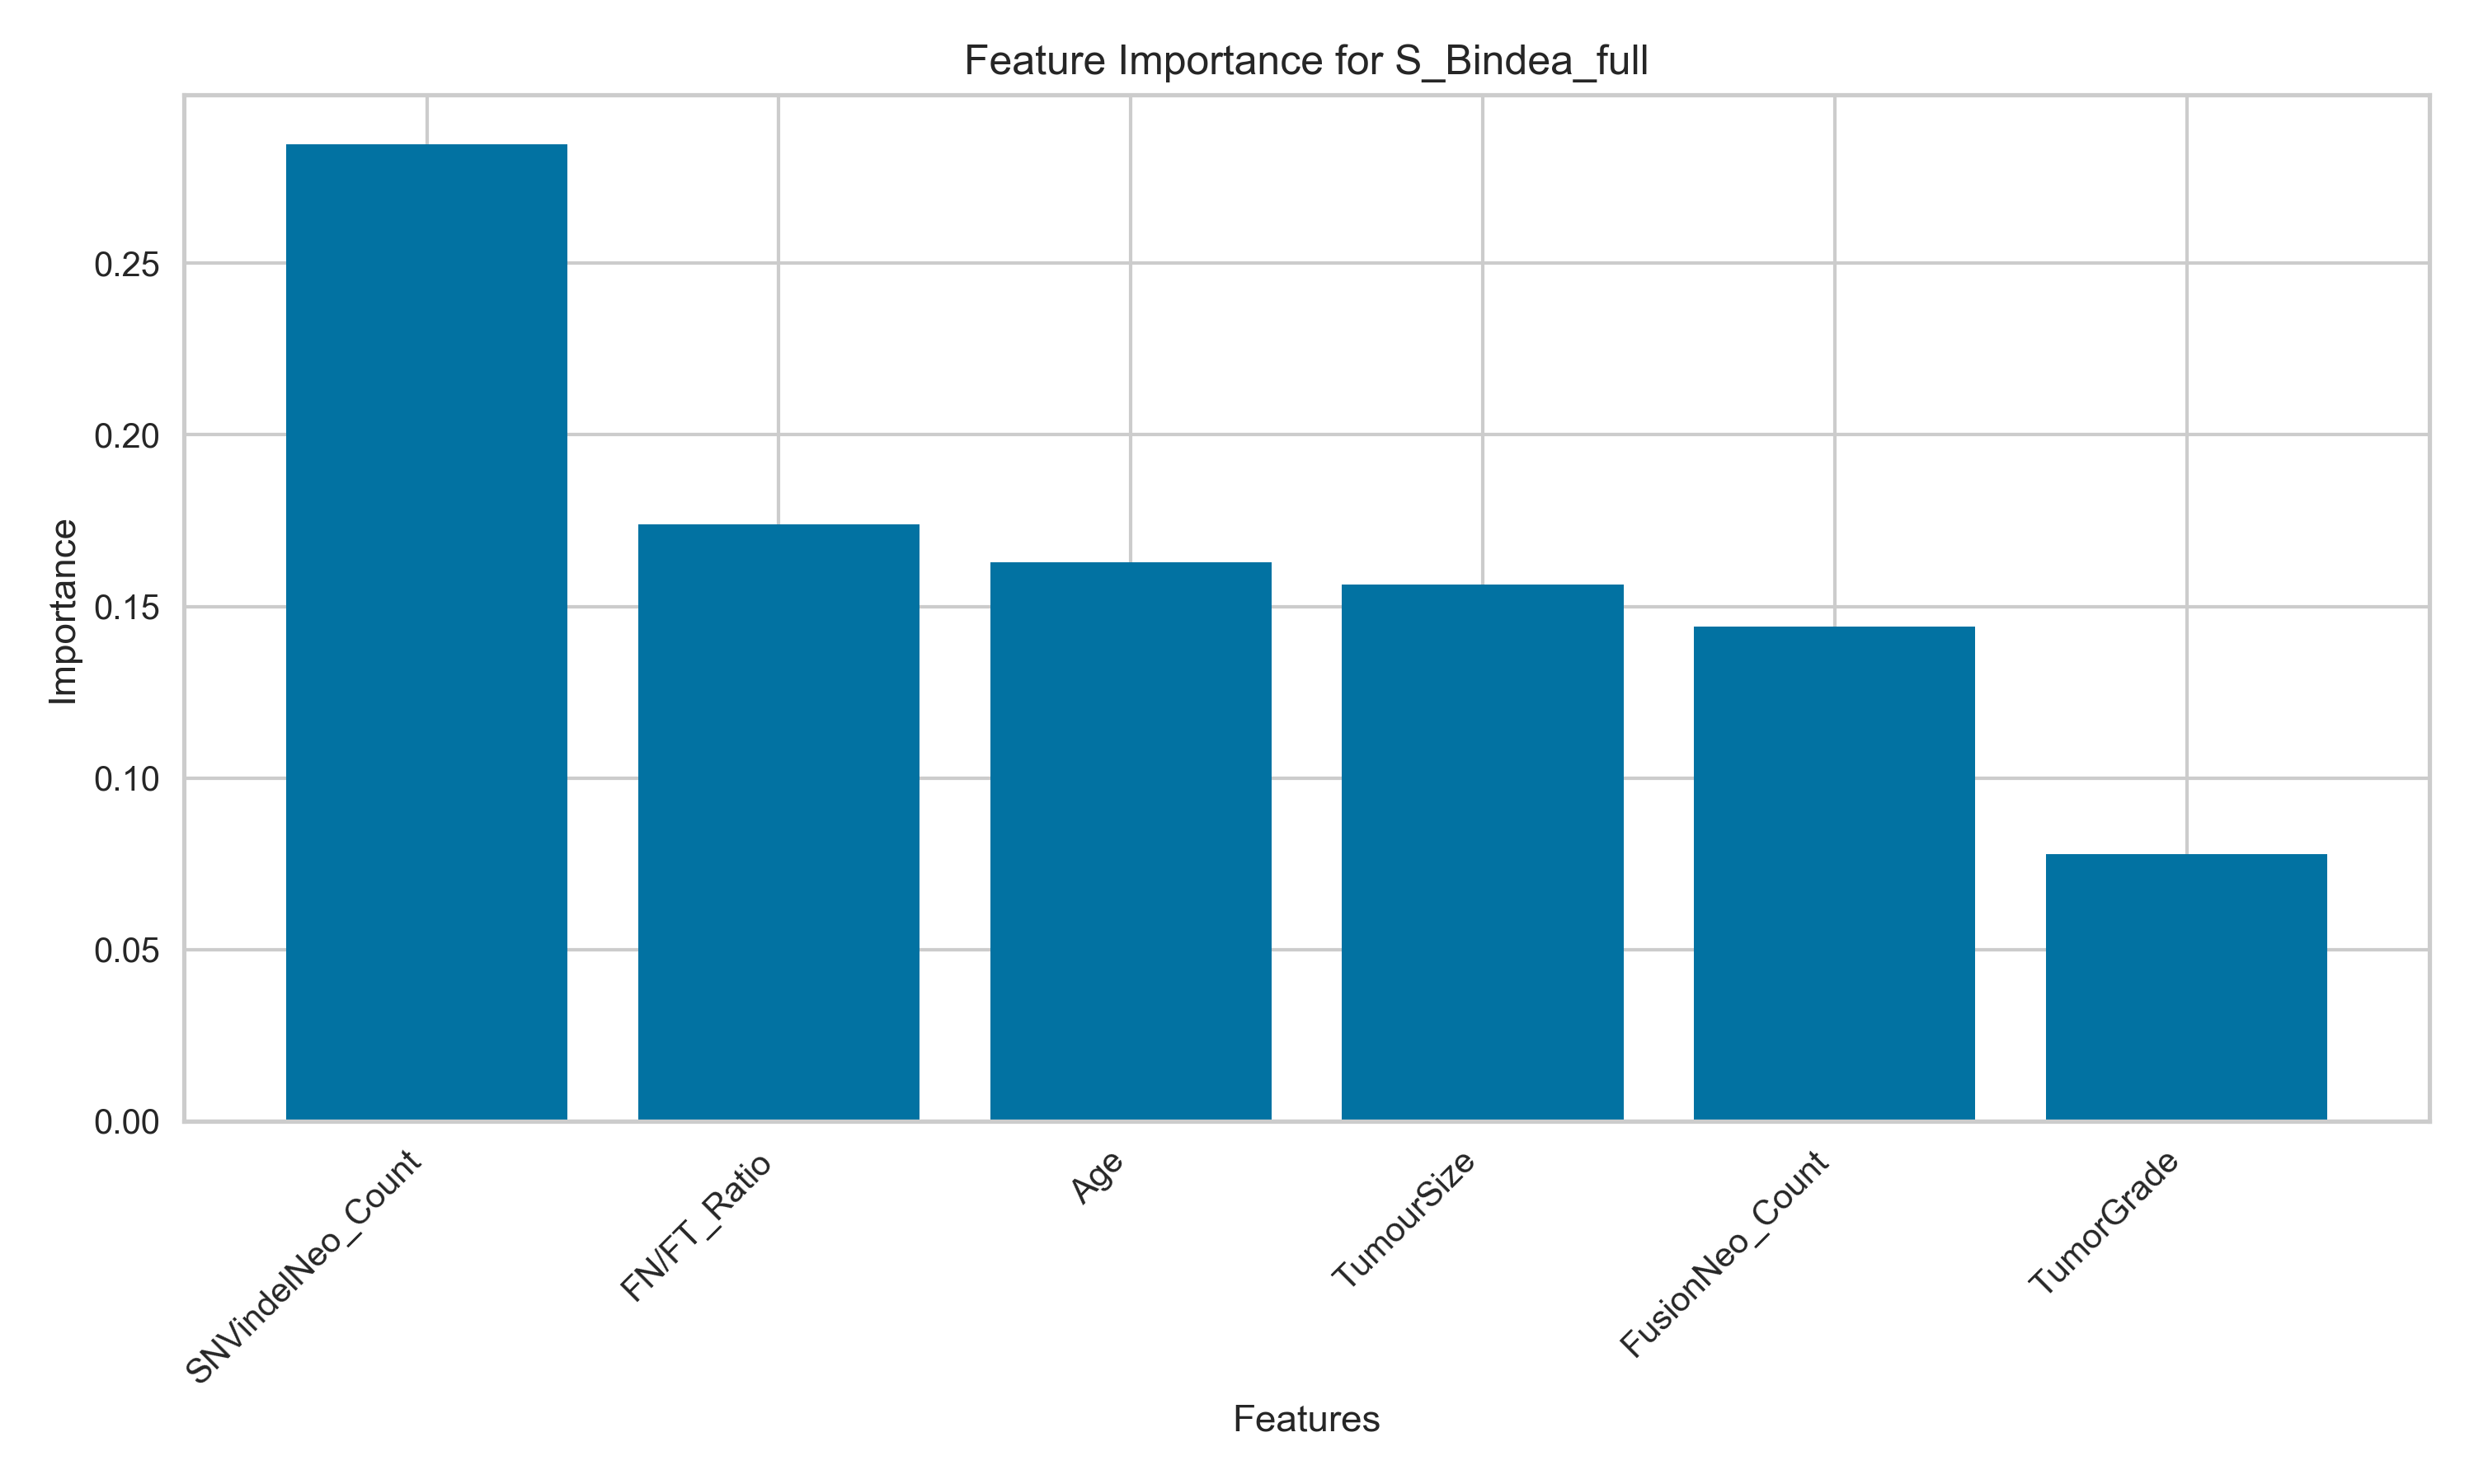 Feature Importance for S_Bindea_full
Importance
0.25
0.20
0.15
0.10
0.05
0.00
SNVindelNeo_Count
FN/FT_Ratio
Age
TumourSize
FusionNeo_Count
TumorGrade
Features